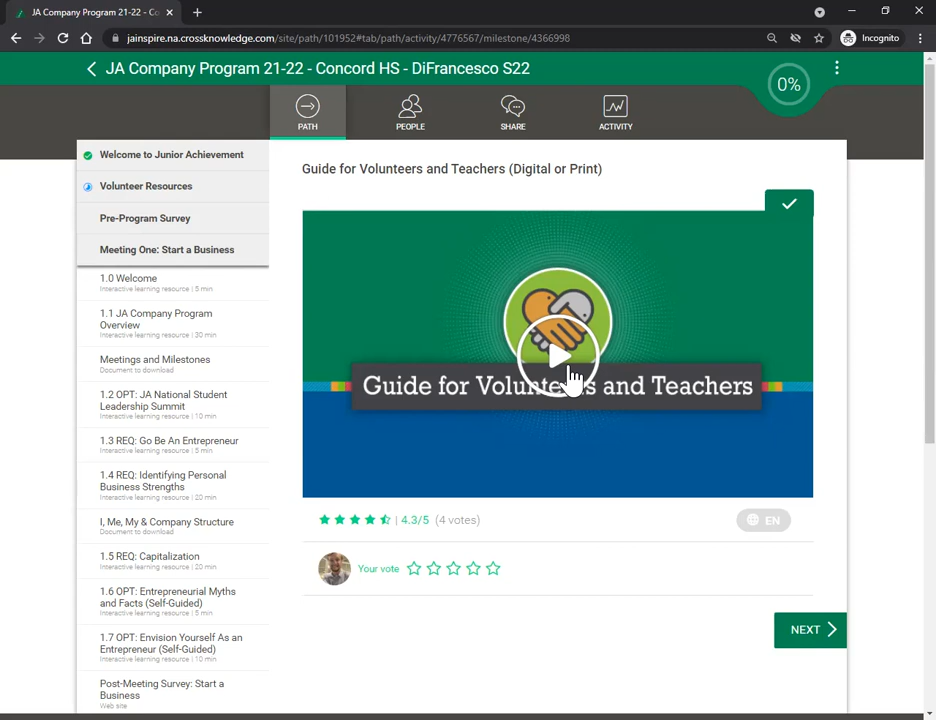 JA Company Program 21-22 - Co
jainspire.na.crossknowledge.com/site/path/101952#tab/path/activity/4776567/milestone/4366998
Incognito
JA Company Program 21-22 - Concord HS - DiFrancesco S22
0%
PATH
PEOPLE
SHARE
ACTIVITY
Welcome to Junior Achievement
Volunteer Resources
Pre-Program Survey
Meeting One: Start a Business
1.0 Welcome
Interactive learning resource | 5 min
1.1 JA Company Program
Overview
Interactive learning resource | 30 min
Meetings and Milestones
Document to download
1.2 OPT: JA National Student
Leadership Summit
Interactive learning resource | 10 min
1.3 REQ: Go Be An Entrepreneur
Interactive learning resource | 5 min
1.4 REQ: Identifying Personal
Business Strengths
Interactive learning resource | 20 min
I, Me, My & Company Structure
Document to download
1.5 REQ: Capitalization
Interactive learning resource | 20 min
1.6 OPT: Entrepreneurial Myths
and Facts (Self-Guided)
Interactive learning resource | 5 min
1.7 OPT: Envision Yourself As an
Entrepreneur (Self-Guided)
Interactive learning resource | 10 min
Post-Meeting Survey: Start a
Business
Web site
Guide for Volunteers and Teachers (Digital or Print)
Guide for Volunteers and Teachers
4.3/5 (4 votes)
EN
Your vote
NEXT